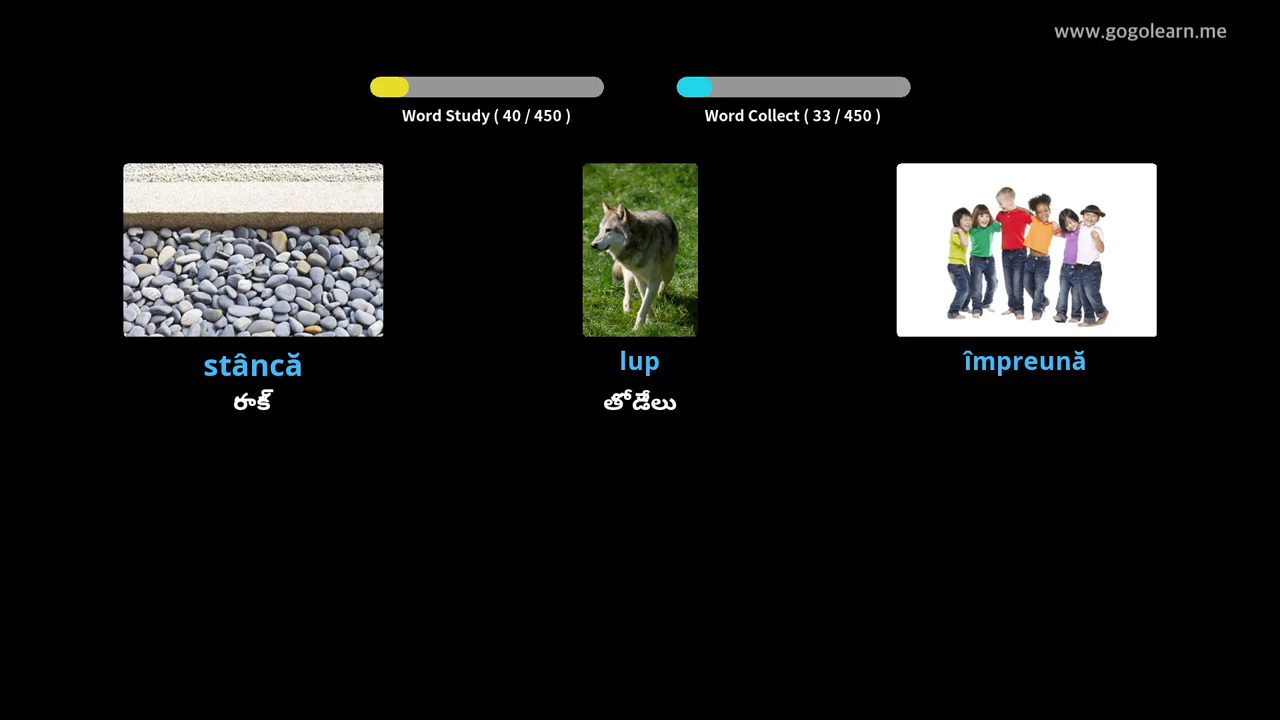 www.gogolearn.me
Word Study ( 40 / 450 )
Word Collect ( 33 / 450 )
stâncă
lup
împreună
రాక్
తోడేలు